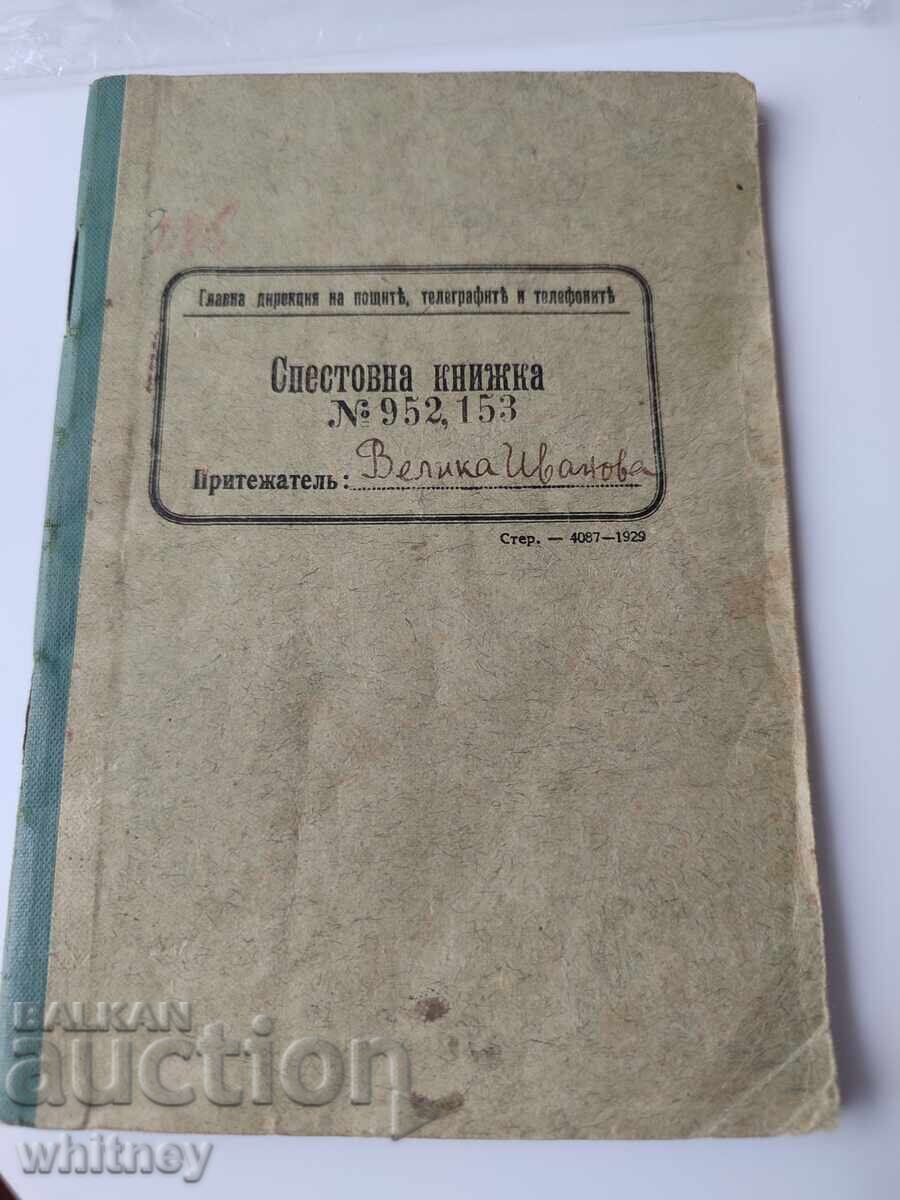 Главна дирекция на пощитѣ, телеграфитѣ и телефонитѣ
Спестовна книжка
№ 952,153
Притежатель: Велика Иванова
Стер. — 4087—1929
BALKAN
auction
whitney